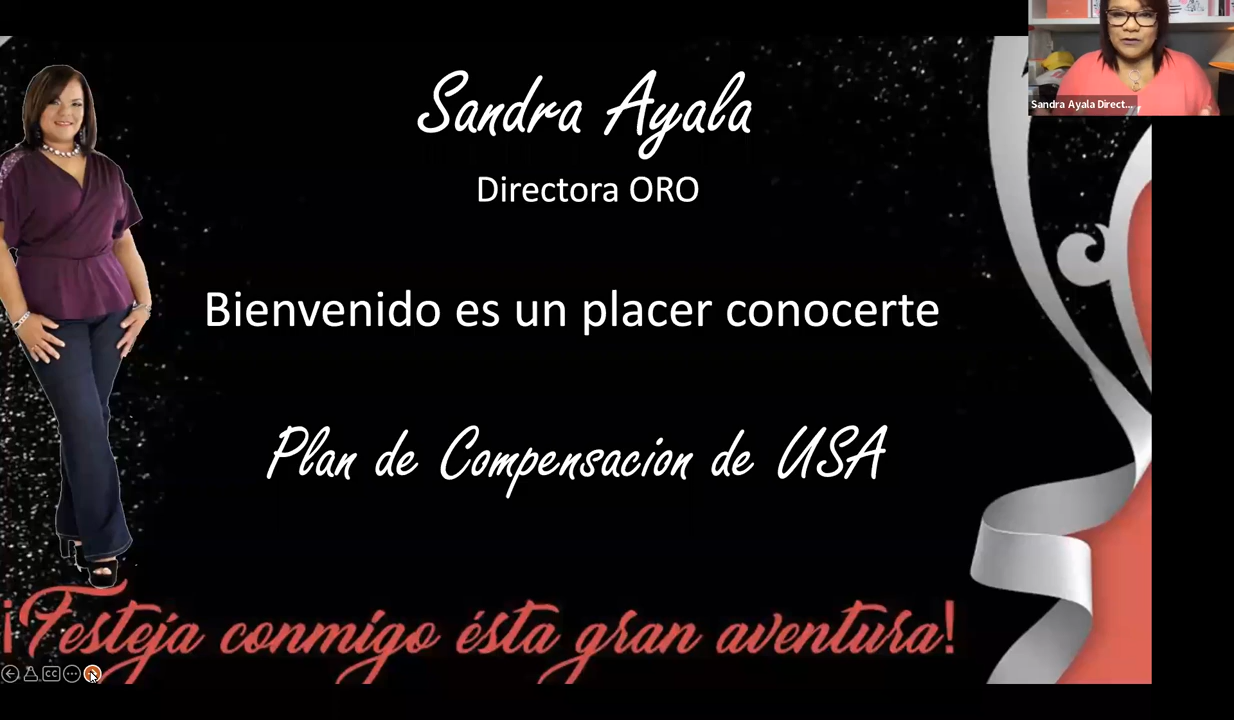 Sandra Ayala
Directora ORO
Bienvenido es un placer conocerte
Plan de Compensacion de USA
¡Festeja conmigo ésta gran aventura!
Sandra Ayala Direct...
CC